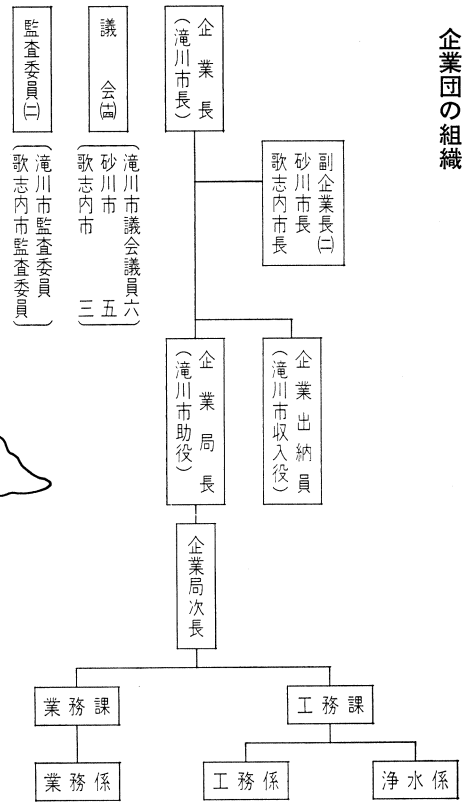 企業団の組織
企業長
（滝川市長）
副企業長㈡
砂川市長
歌志内市長
議会(十四)
滝川市議会議員六
砂川市 五
歌志内市 三
監査委員㈡
滝川市監査委員
歌志内市監査委員
企業出納員
（滝川市収入役）
企業局長
（滝川市助役）
企業局次長
工務課
業務課
浄水係
工務係
業務係